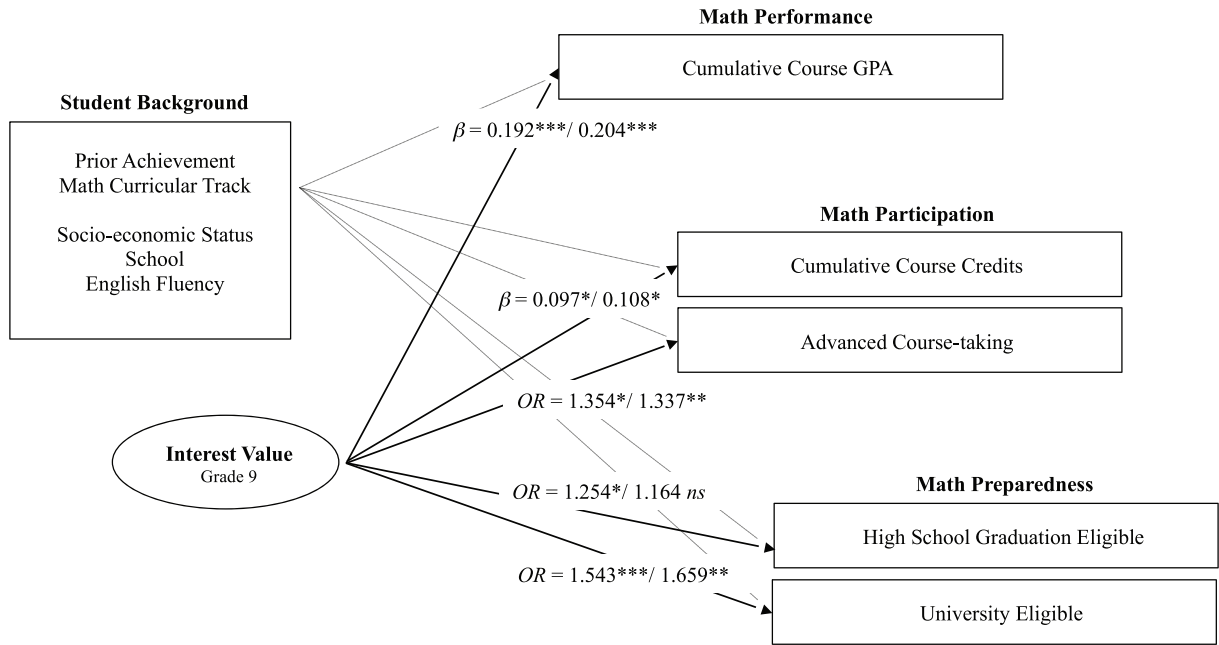 Math Performance
Cumulative Course GPA
Student Background
Prior Achievement
Math Curricular Track
Socio-economic Status
School
English Fluency
β = 0.192***/ 0.204***
Math Participation
Cumulative Course Credits
β = 0.097*/ 0.108*
Advanced Course-taking
OR = 1.354*/ 1.337**
Interest Value
Grade 9
OR = 1.254*/ 1.164 ns
Math Preparedness
High School Graduation Eligible
OR = 1.543***/ 1.659**
University Eligible